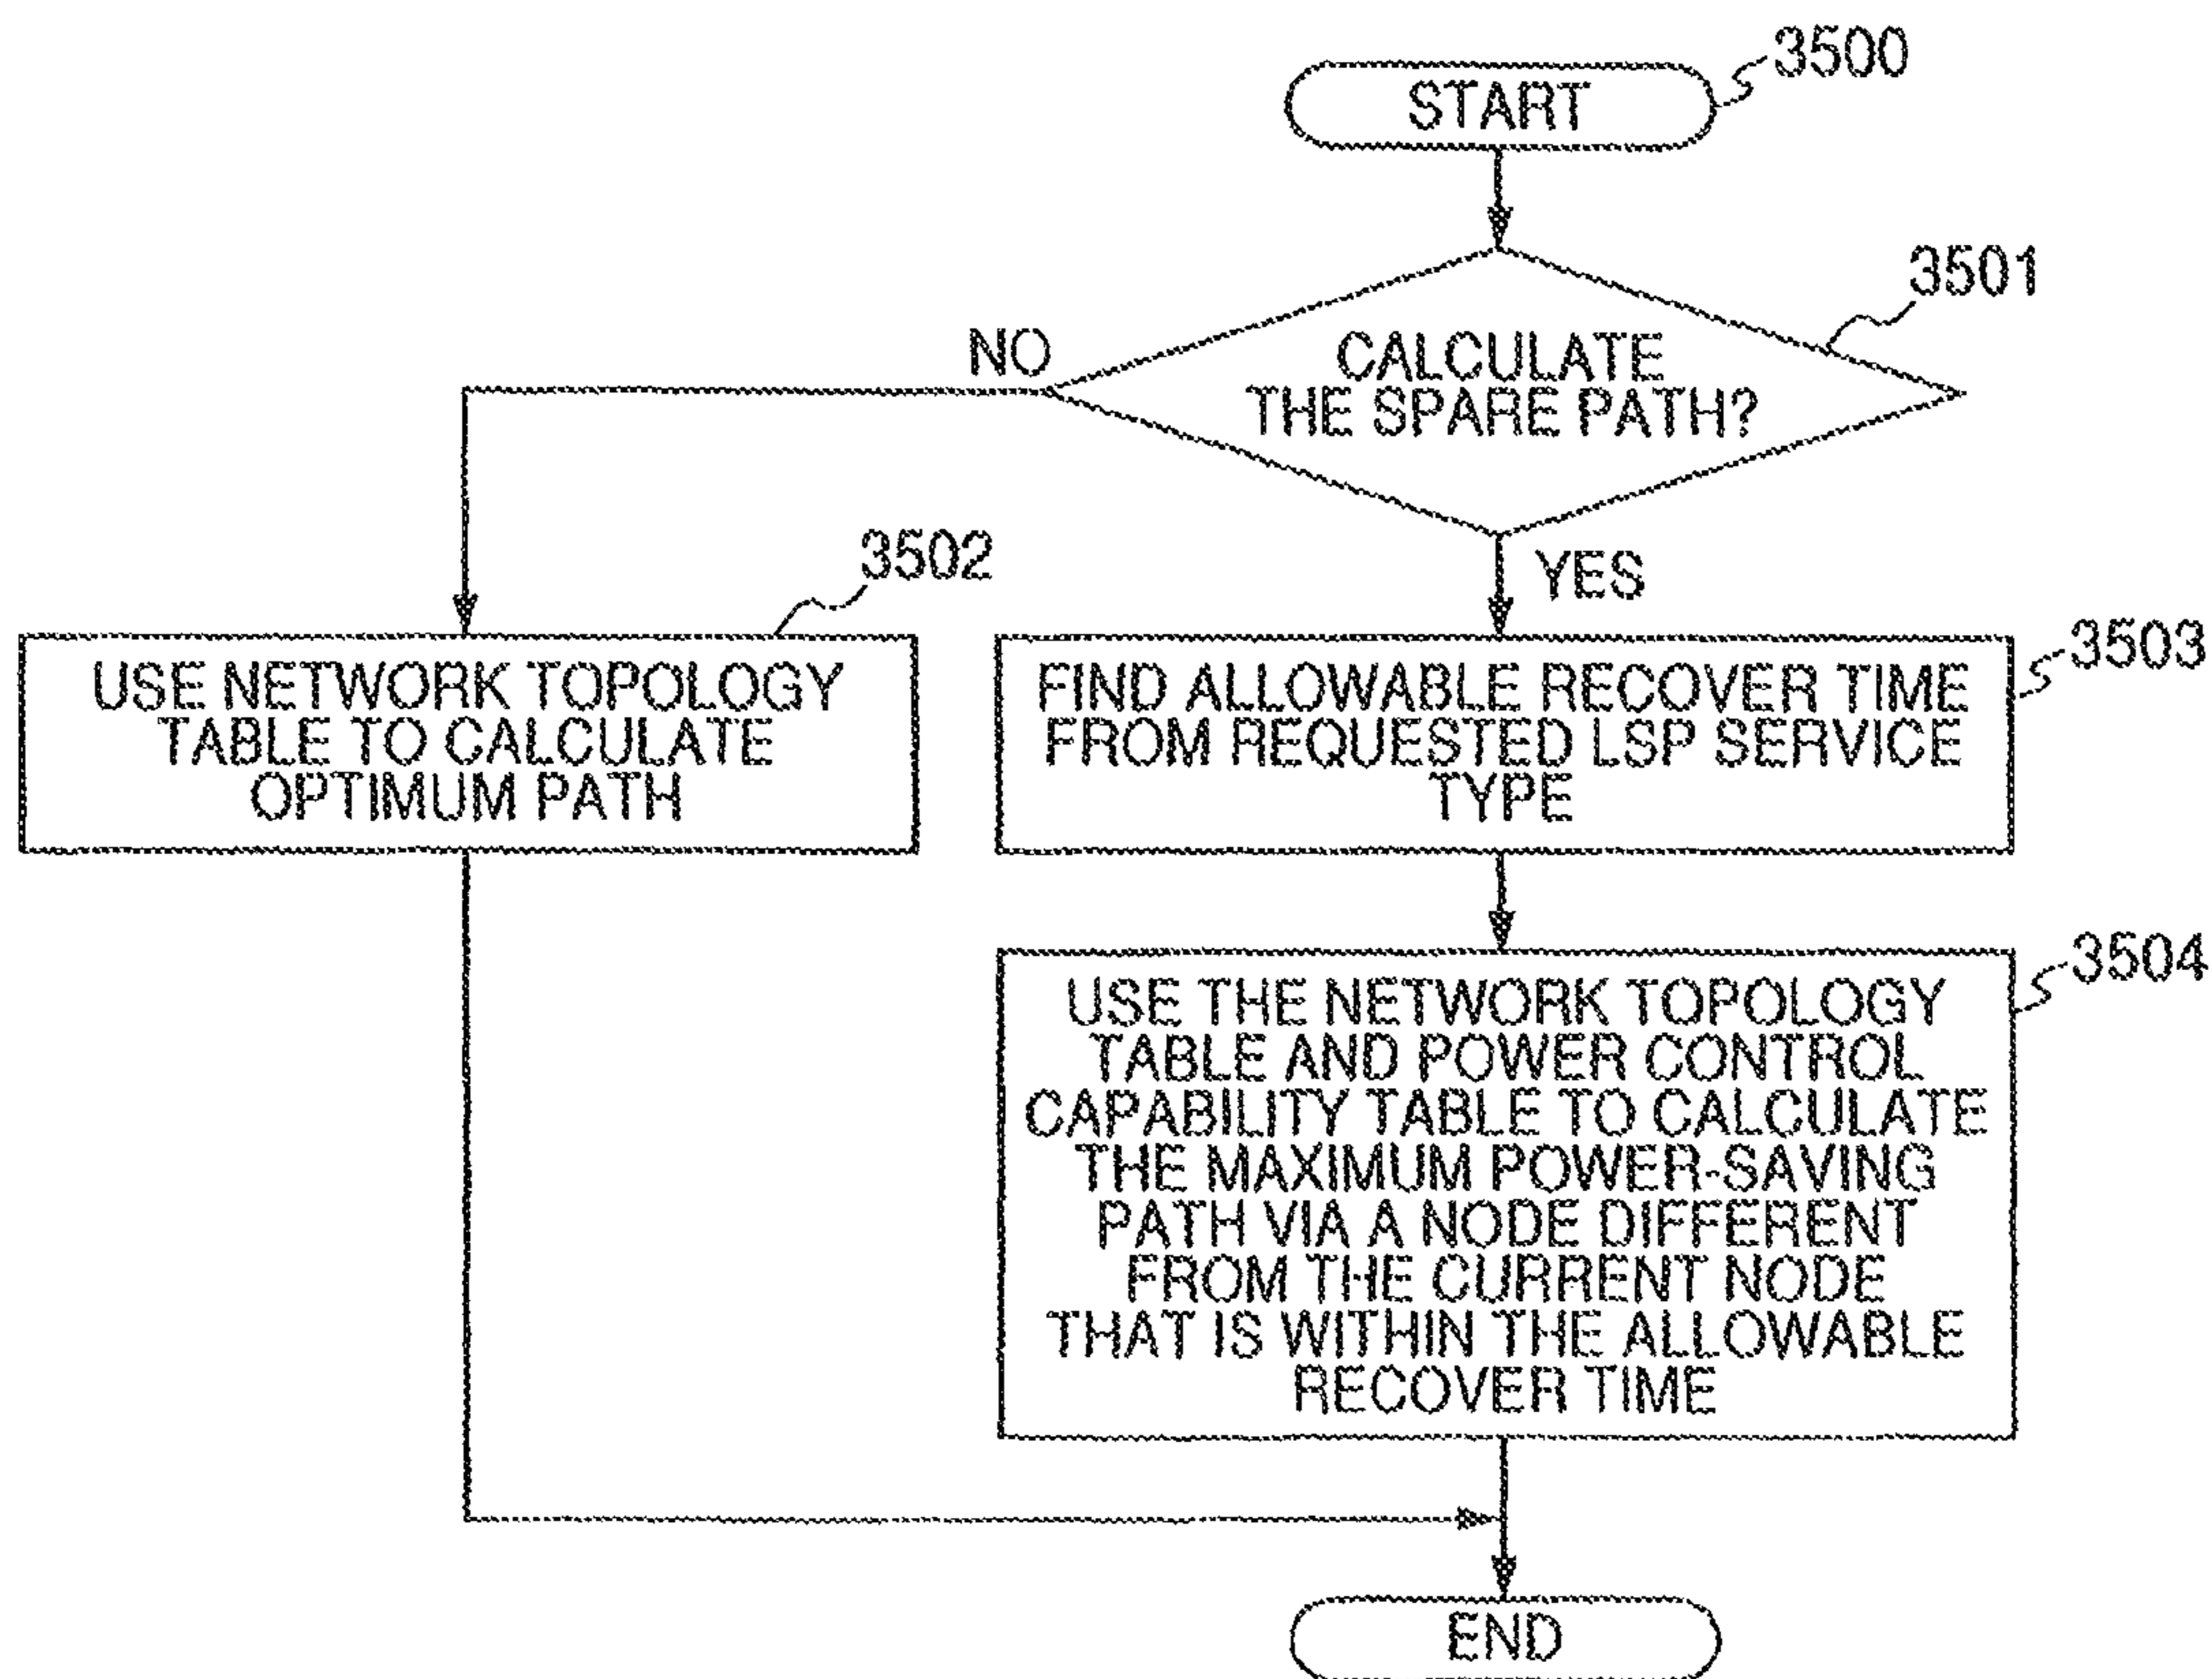 3500
START
3501
NO
CALCULATE
THE SPARE PATH?
YES
3502
USE NETWORK TOPOLOGY
TABLE TO CALCULATE
OPTIMUM PATH
3503
FIND ALLOWABLE RECOVER TIME
FROM REQUESTED LSP SERVICE
TYPE
3504
USE THE NETWORK TOPOLOGY
TABLE AND POWER CONTROL
CAPABILITY TABLE TO CALCULATE
THE MAXIMUM POWER-SAVING
PATH VIA A NODE DIFFERENT
FROM THE CURRENT NODE
THAT IS WITHIN THE ALLOWABLE
RECOVER TIME
END